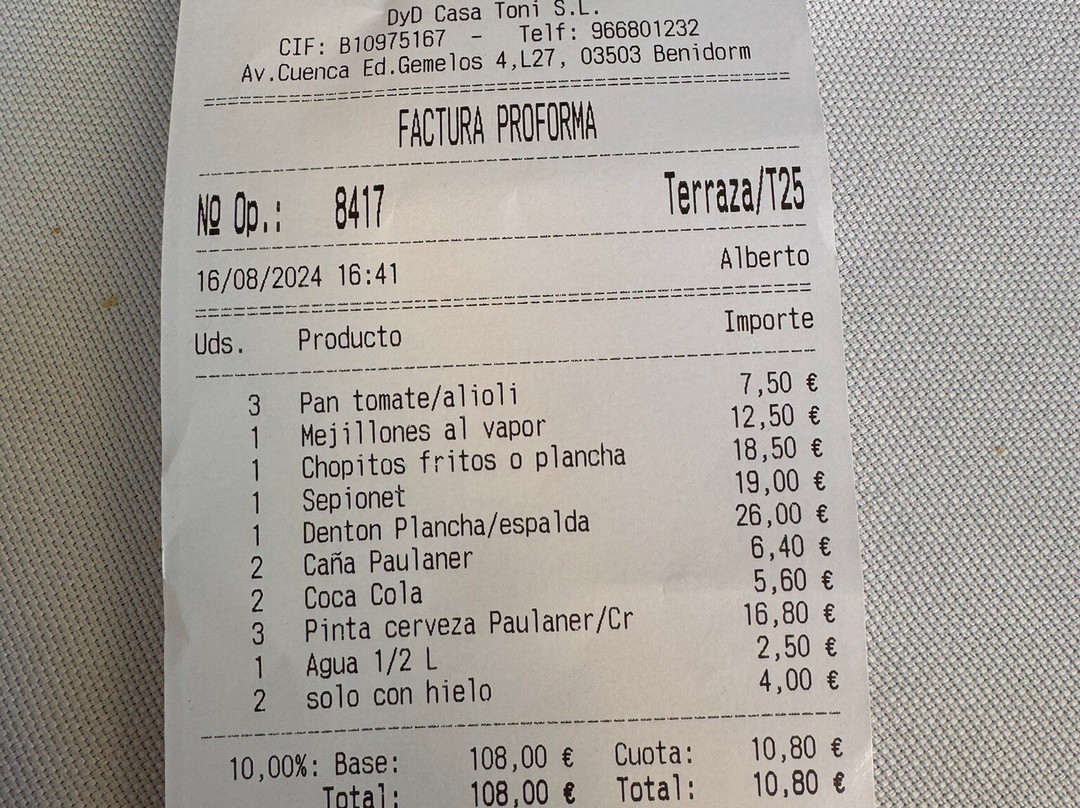 DyD Casa Toni S.L.
CIF: B10975167 - Telf: 966801232
Av.Cuenca Ed.Gemelos 4,L27, 03503 Benidorm
FACTURA PROFORMA
Nº Op.: 8417 Terraza/T25
16/08/2024 16:41 Alberto
Uds. Producto Importe
3 Pan tomate/alioli 7,50 €
1 Mejillones al vapor 12,50 €
1 Chopitos fritos o plancha 18,50 €
1 Sepionet 19,00 €
1 Denton Plancha/espalda 26,00 €
2 Caña Paulaner 6,40 €
2 Coca Cola 5,60 €
3 Pinta cerveza Paulaner/Cr 16,80 €
1 Agua 1/2 L 2,50 €
2 solo con hielo 4,00 €
10,00%: Base: 108,00 € Cuota: 10,80 €
Total: 108,00 € Total: 10,80 €